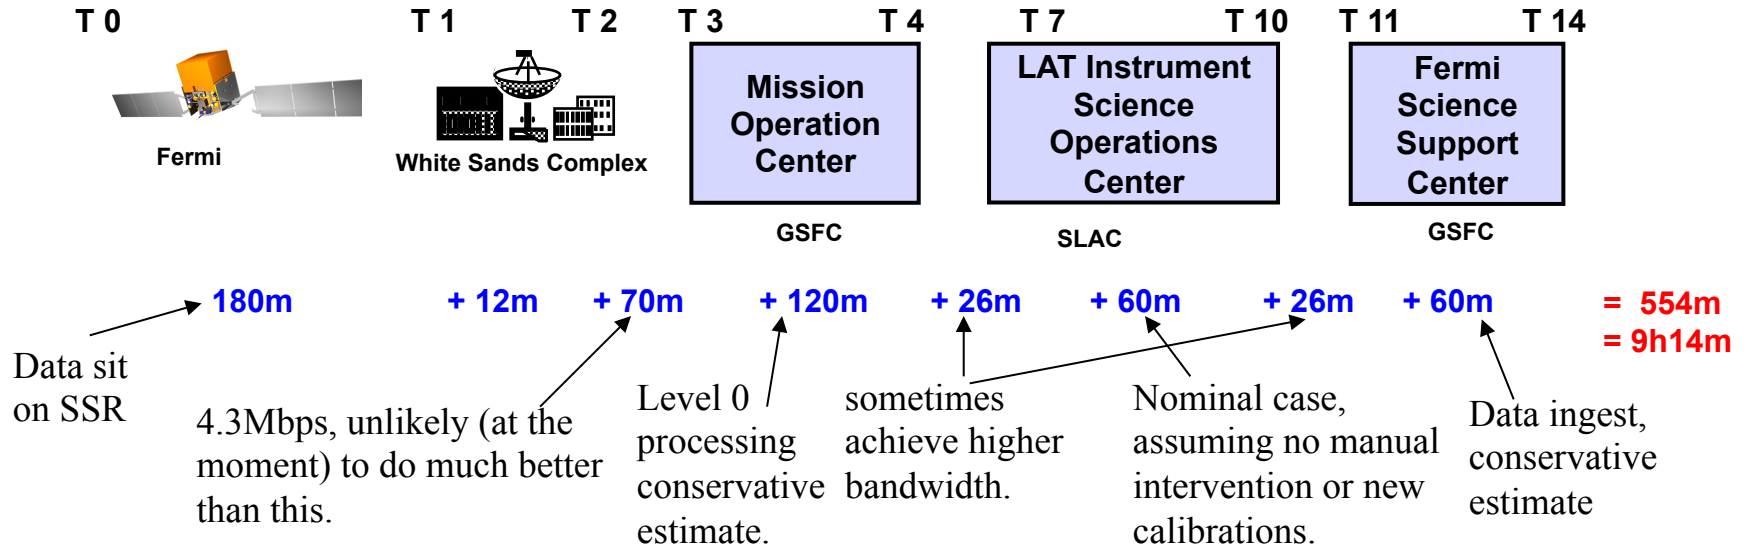 T 0
T 1
T 2
T 3
T 4
T 7
T 10
T 11
T 14
Fermi
White Sands Complex
Mission
Operation
Center
GSFC
LAT Instrument
Science
Operations
Center
SLAC
Fermi
Science
Support
Center
GSFC
180m
+ 12m
+ 70m
+ 120m
+ 26m
+ 60m
+ 26m
+ 60m
= 554m
= 9h14m
Data sit
on SSR
4.3Mbps, unlikely (at the
moment) to do much better
than this.
Level 0
processing
conservative
estimate.
sometimes
achieve higher
bandwidth.
Nominal case,
assuming no manual
intervention or new
calibrations.
Data ingest,
conservative
estimate